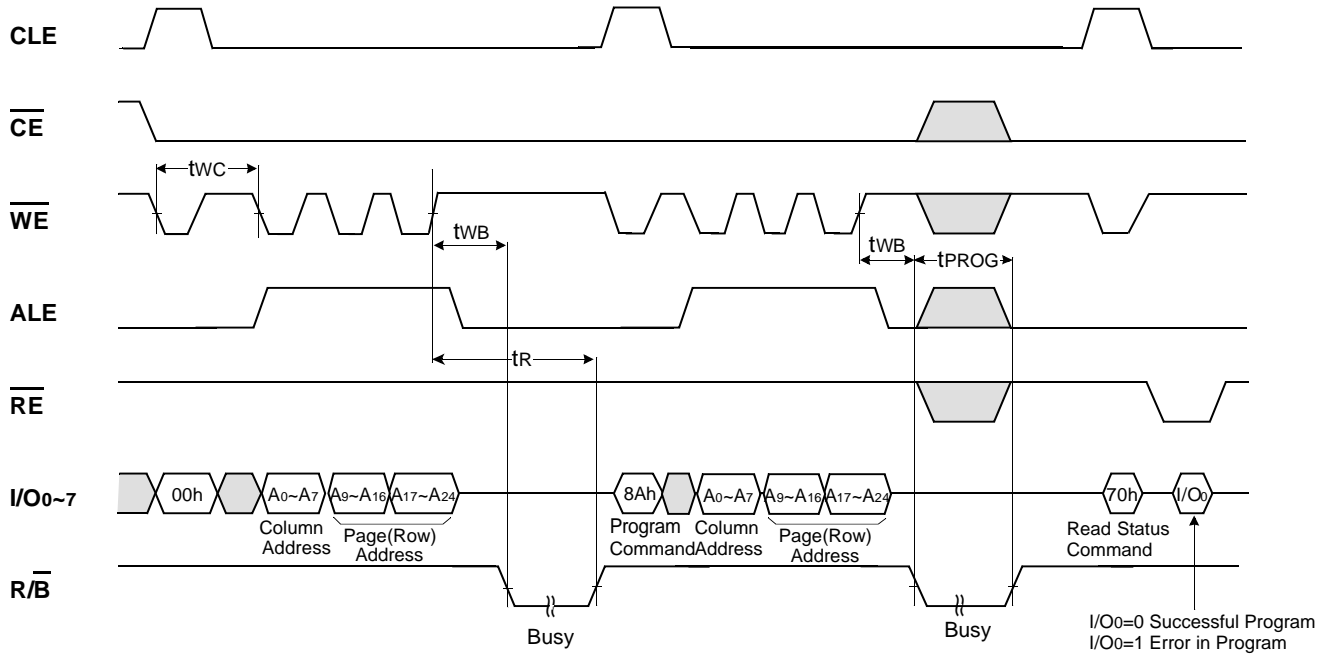 CLE
CE
tWC
WE
tWB
tWB
tPROG
ALE
tR
RE
I/O0~7
00h
A0~A7
A9~A16
A17~A24
8Ah
A0~A7
A9~A16
A17~A24
70h
I/O0
Column
Address
Page(Row)
Address
Program
Command
Column
Address
Page(Row)
Address
Read Status
Command
R/B
Busy
Busy
I/O0=0 Successful Program
I/O0=1 Error in Program